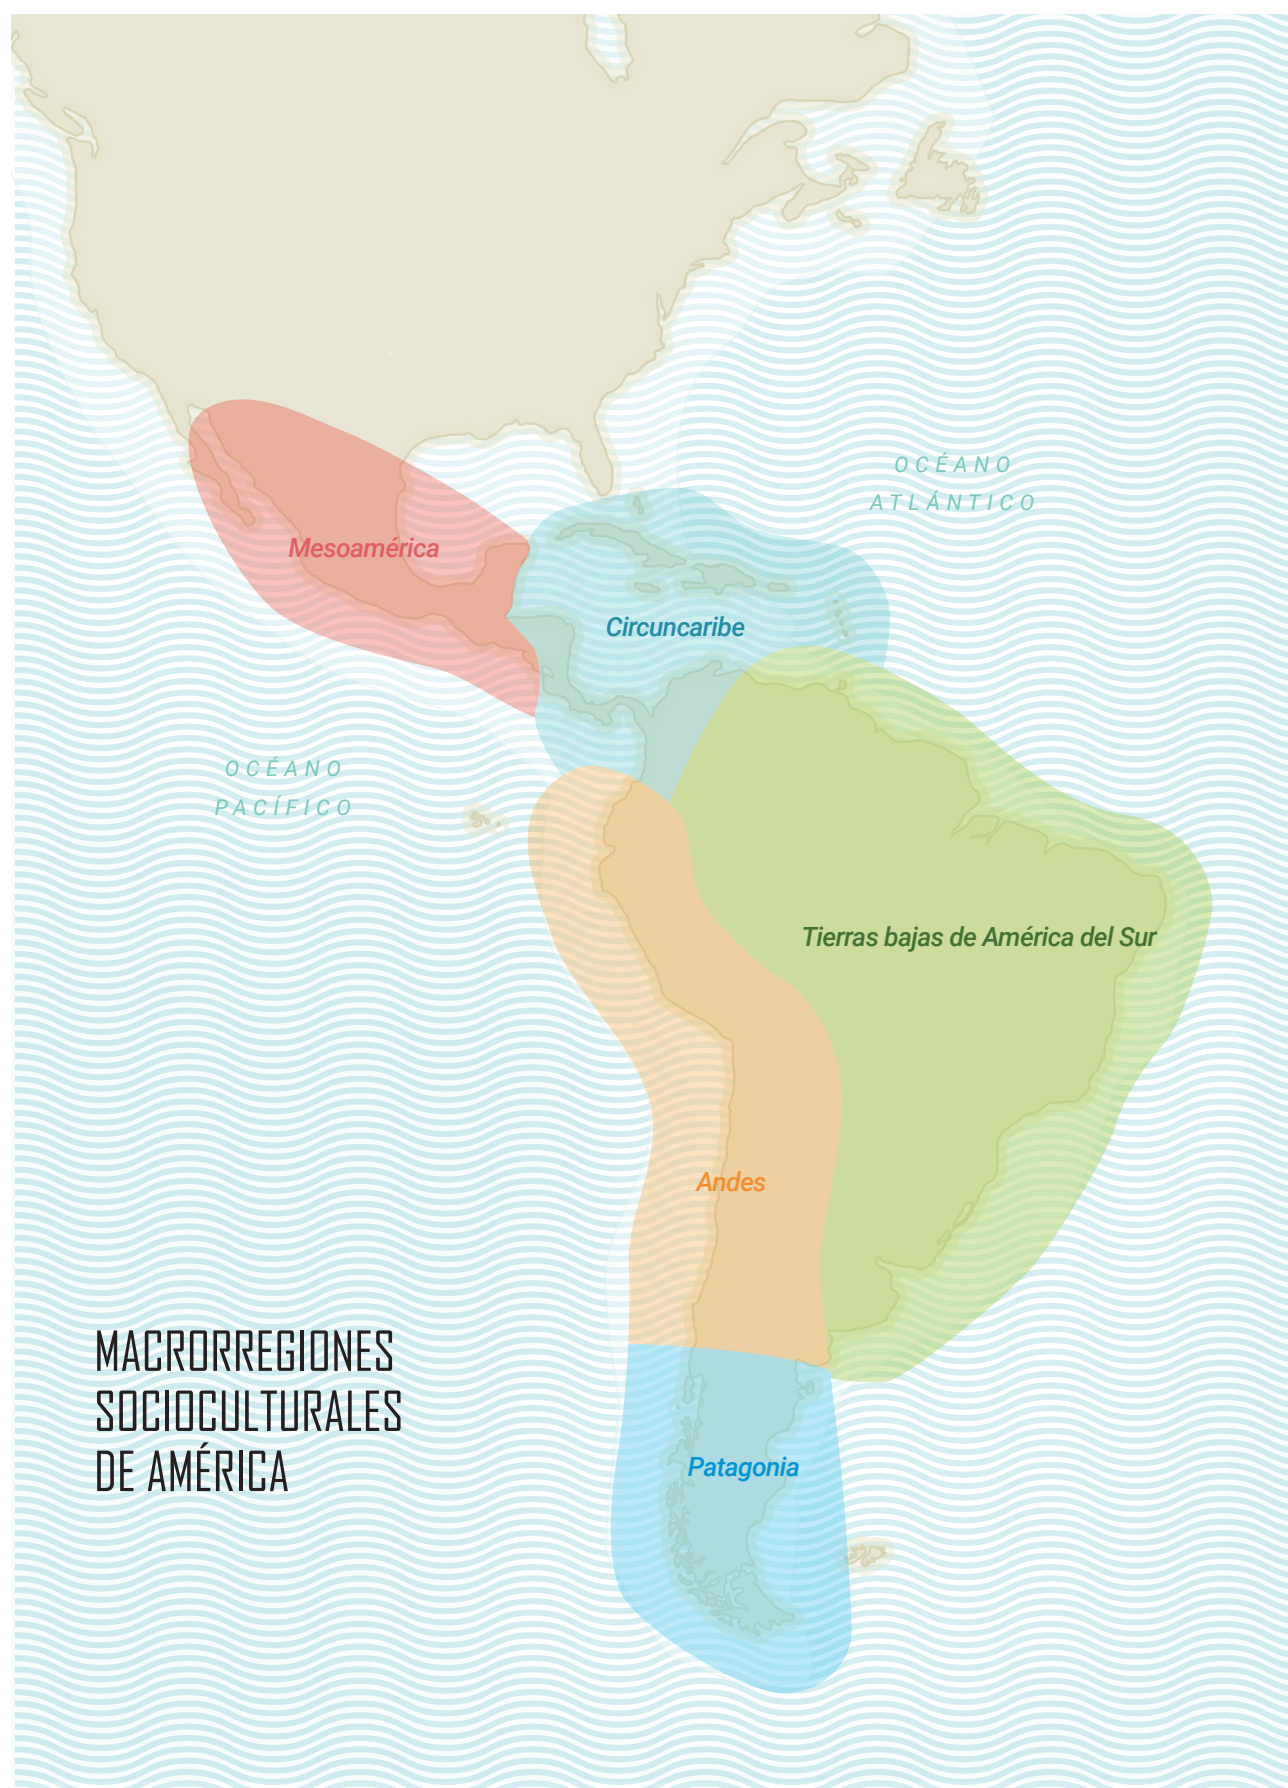 OCÉANO
ATLÁNTICO
Mesoamérica
Circuncaribe
OCÉANO
PACÍFICO
Tierras bajas de América del Sur
Andes
MACRORREGIONES
SOCIOCULTURALES
DE AMÉRICA
Patagonia